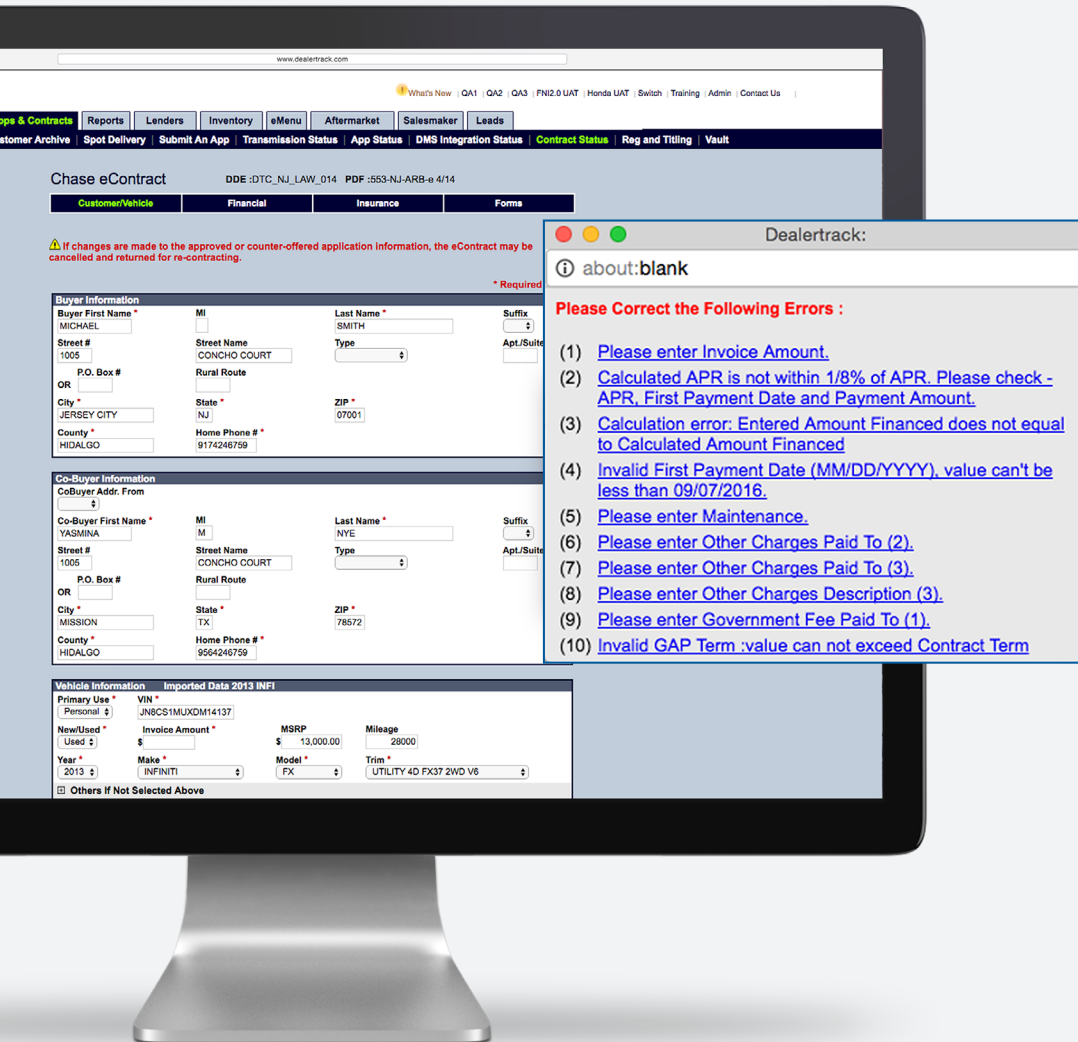 www.dealertrack.com
What's New | QA1 | QA2 | QA3 | FNI2.0 UAT | Honda UAT | Switch | Training | Admin | Contact Us |
pps & Contracts Reports Lenders Inventory eMenu Aftermarket Salesmaker Leads
stomer Archive | Spot Delivery | Submit An App | Transmission Status | App Status | DMS Integration Status | Contract Status | Reg and Titling | Vault
Chase eContract DDE :DTC_NJ_LAW_014 PDF :553-NJ-ARB-e 4/14
Customer/Vehicle Financial Insurance Forms
If changes are made to the approved or counter-offered application information, the eContract may be
cancelled and returned for re-contracting.
* Required
Buyer Information
Buyer First Name * MI Last Name * Suffix
MICHAEL SMITH
Street # Street Name Type Apt./Suite
1005 CONCHO COURT
P.O. Box # Rural Route
OR
City * State * ZIP *
JERSEY CITY NJ 07001
County * Home Phone # *
HIDALGO 9174246759
Co-Buyer Information
CoBuyer Addr. From
Co-Buyer First Name * MI Last Name * Suffix
YASMINA M NYE
Street # Street Name Type Apt./Suite
1005 CONCHO COURT
P.O. Box # Rural Route
OR
City * State * ZIP *
MISSION TX 78572
County * Home Phone # *
HIDALGO 9564246759
Vehicle Information Imported Data 2013 INFI
Primary Use * VIN *
Personal JN8CS1MUXDM14137
New/Used * Invoice Amount * MSRP Mileage
Used $ $ 13,000.00 28000
Year * Make * Model * Trim *
2013 INFINITI FX UTILITY 4D FX37 2WD V6
Others If Not Selected Above
Dealertrack:
about:blank
Please Correct the Following Errors :
(1) Please enter Invoice Amount.
(2) Calculated APR is not within 1/8% of APR. Please check -
APR, First Payment Date and Payment Amount.
(3) Calculation error: Entered Amount Financed does not equal
to Calculated Amount Financed
(4) Invalid First Payment Date (MM/DD/YYYY), value can't be
less than 09/07/2016.
(5) Please enter Maintenance.
(6) Please enter Other Charges Paid To (2).
(7) Please enter Other Charges Paid To (3).
(8) Please enter Other Charges Description (3).
(9) Please enter Government Fee Paid To (1).
(10) Invalid GAP Term :value can not exceed Contract Term